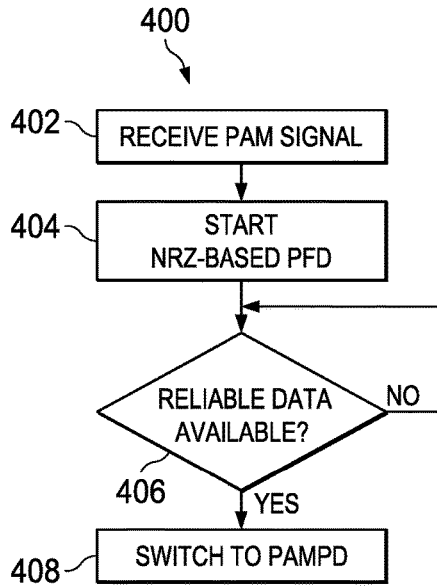 400
402
RECEIVE PAM SIGNAL
404
START
NRZ-BASED PFD
RELIABLE DATA
AVAILABLE?
NO
406
YES
408
SWITCH TO PAMPD